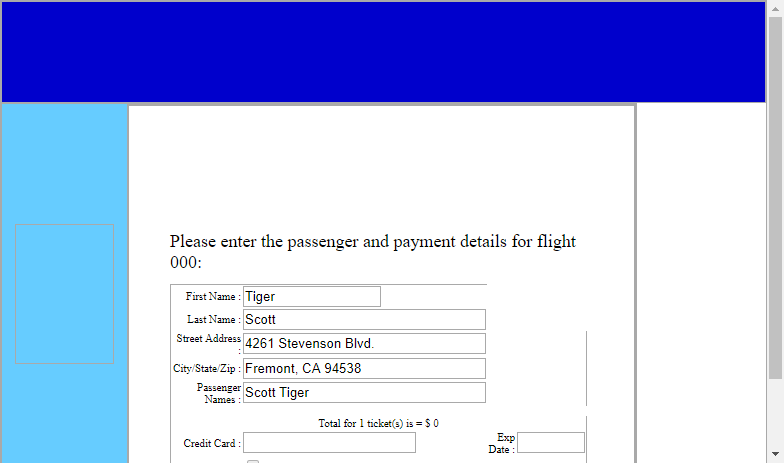 Please enter the passenger and payment details for flight
000:
First Name : Tiger
Last Name : Scott
Street Address : 4261 Stevenson Blvd.
City/State/Zip : Fremont, CA 94538
Passenger Names : Scott Tiger
Total for 1 ticket(s) is = $ 0
Credit Card : Exp Date :